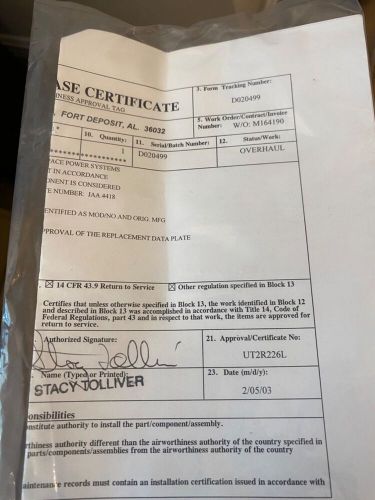 ASE CERTIFICATE
NESS APPROVAL TAG
3. Form Tracking Number:
D020499
FORT DEPOSIT, AL. 36032
5. Work Order/Contract/Invoice
Number: W/O: M164190
10. Quantity: 11. Serial/Batch Number: 12. Status/Work:
****************** 1 D020499 OVERHAUL
ACE POWER SYSTEMS
T IN ACCORDANCE
ONENT IS CONSIDERED
TE NUMBER: JAA.4418
ENTIFIED AS MOD/NO AND ORIG. MFG
PROVAL OF THE REPLACEMENT DATA PLATE
☒ 14 CFR 43.9 Return to Service ☒ Other regulation specified in Block 13
Certifies that unless otherwise specified in Block 13, the work identified in Block 12
and described in Block 13 was accomplished in accordance with Title 14, Code of
Federal Regulations, part 43 and in respect to that work, the items are approved for
return to service.
Authorized Signature: 21. Approval/Certificate No:
UT2R226L
Name (Typed or Printed): 23. Date (m/d/y):
STACY TOLLIVER 2/05/03
onsibilities
nstitute authority to install the part/component/assembly.
rthiness authority different than the airworthiness authority of the country specified in
parts/components/assemblies from the airworthiness authority of the country
aintenance records must contain an installation certification issued in accordance with